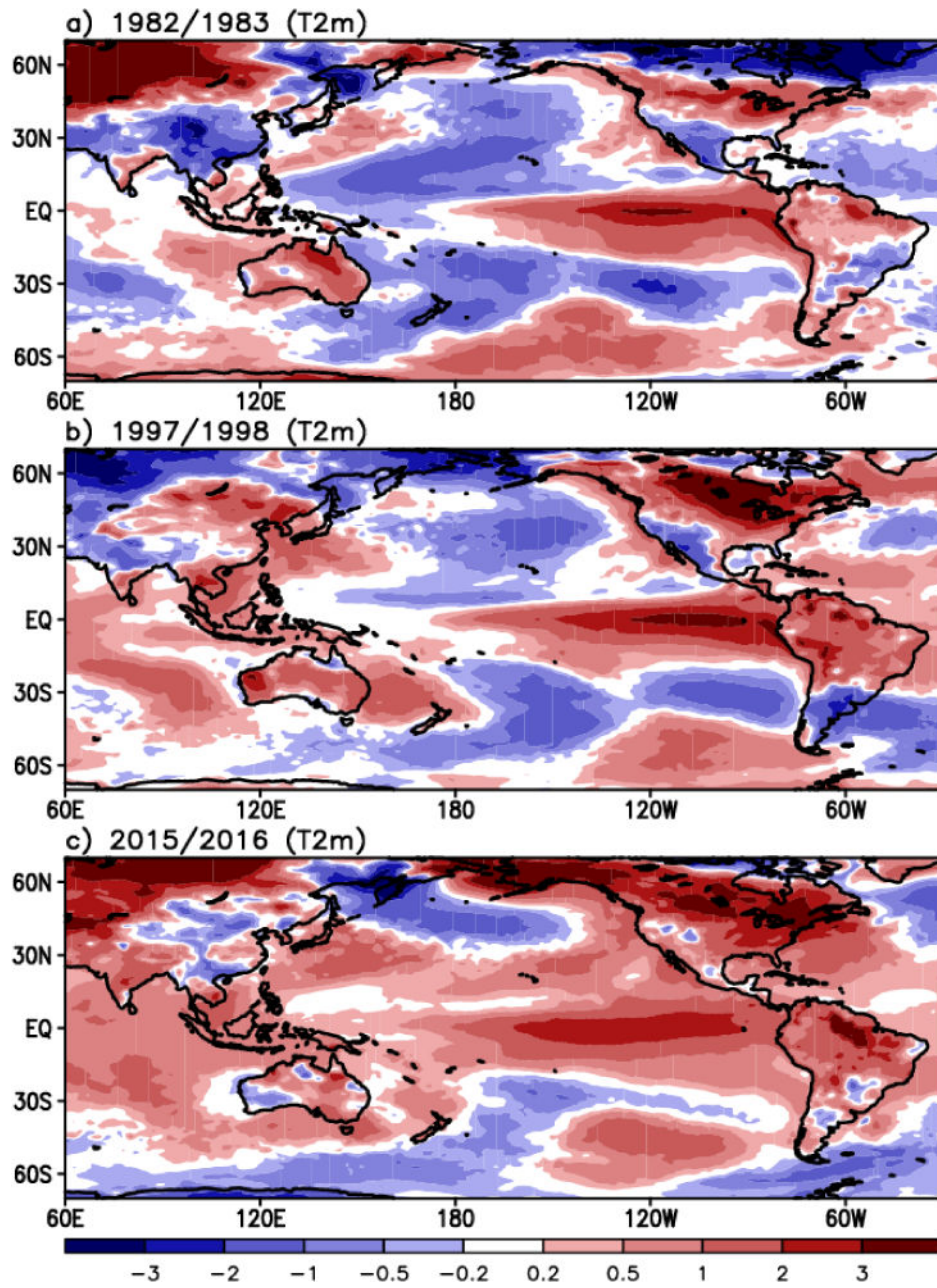 a) 1982/1983 (T2m)
60N
30N
EQ
30S
60S
60E 120E 180 120W 60W
b) 1997/1998 (T2m)
60N
30N
EQ
30S
60S
60E 120E 180 120W 60W
c) 2015/2016 (T2m)
60N
30N
EQ
30S
60S
60E 120E 180 120W 60W
−3 −2 −1 −0.5 −0.2 0.2 0.5 1 2 3